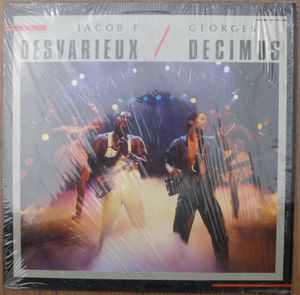 JACOB F GEORGES
DESVARIEUX / DECIMUS